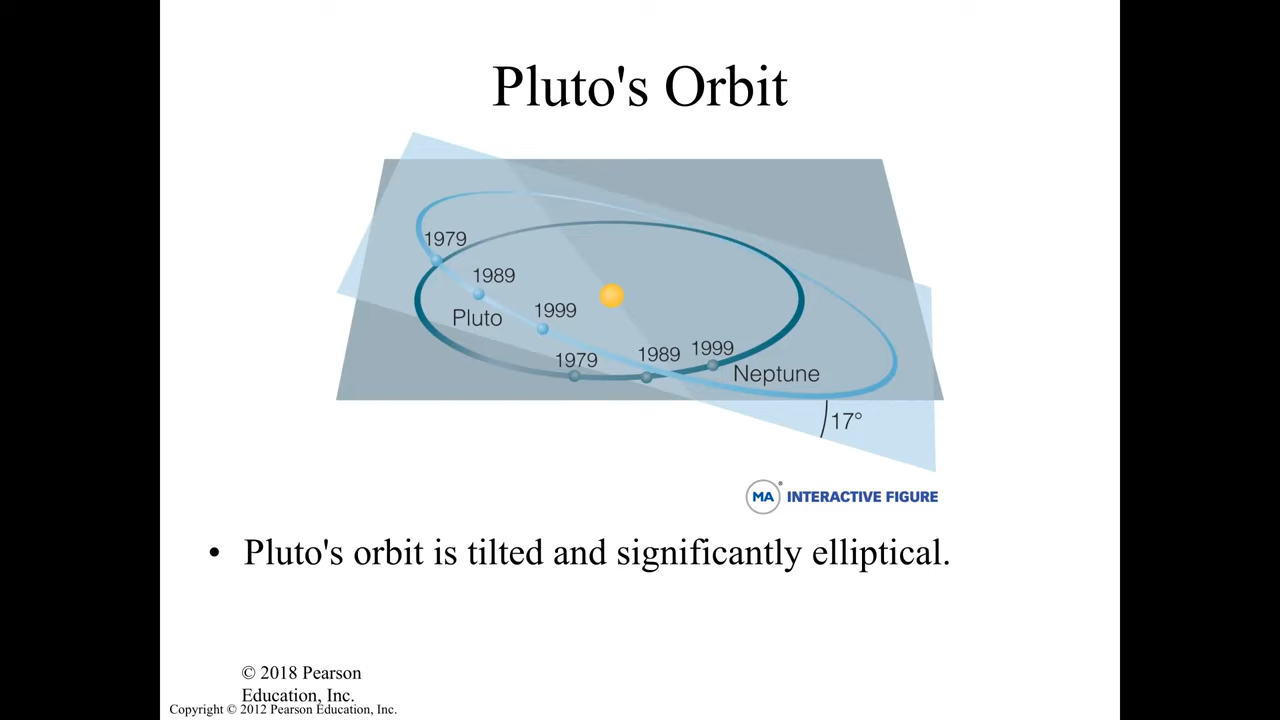 Pluto's Orbit
1979
1989
Pluto
1999
1979
1989
1999
Neptune
17°
MA® INTERACTIVE FIGURE
• Pluto's orbit is tilted and significantly elliptical.
© 2018 Pearson
Education, Inc.
Copyright © 2012 Pearson Education, Inc.